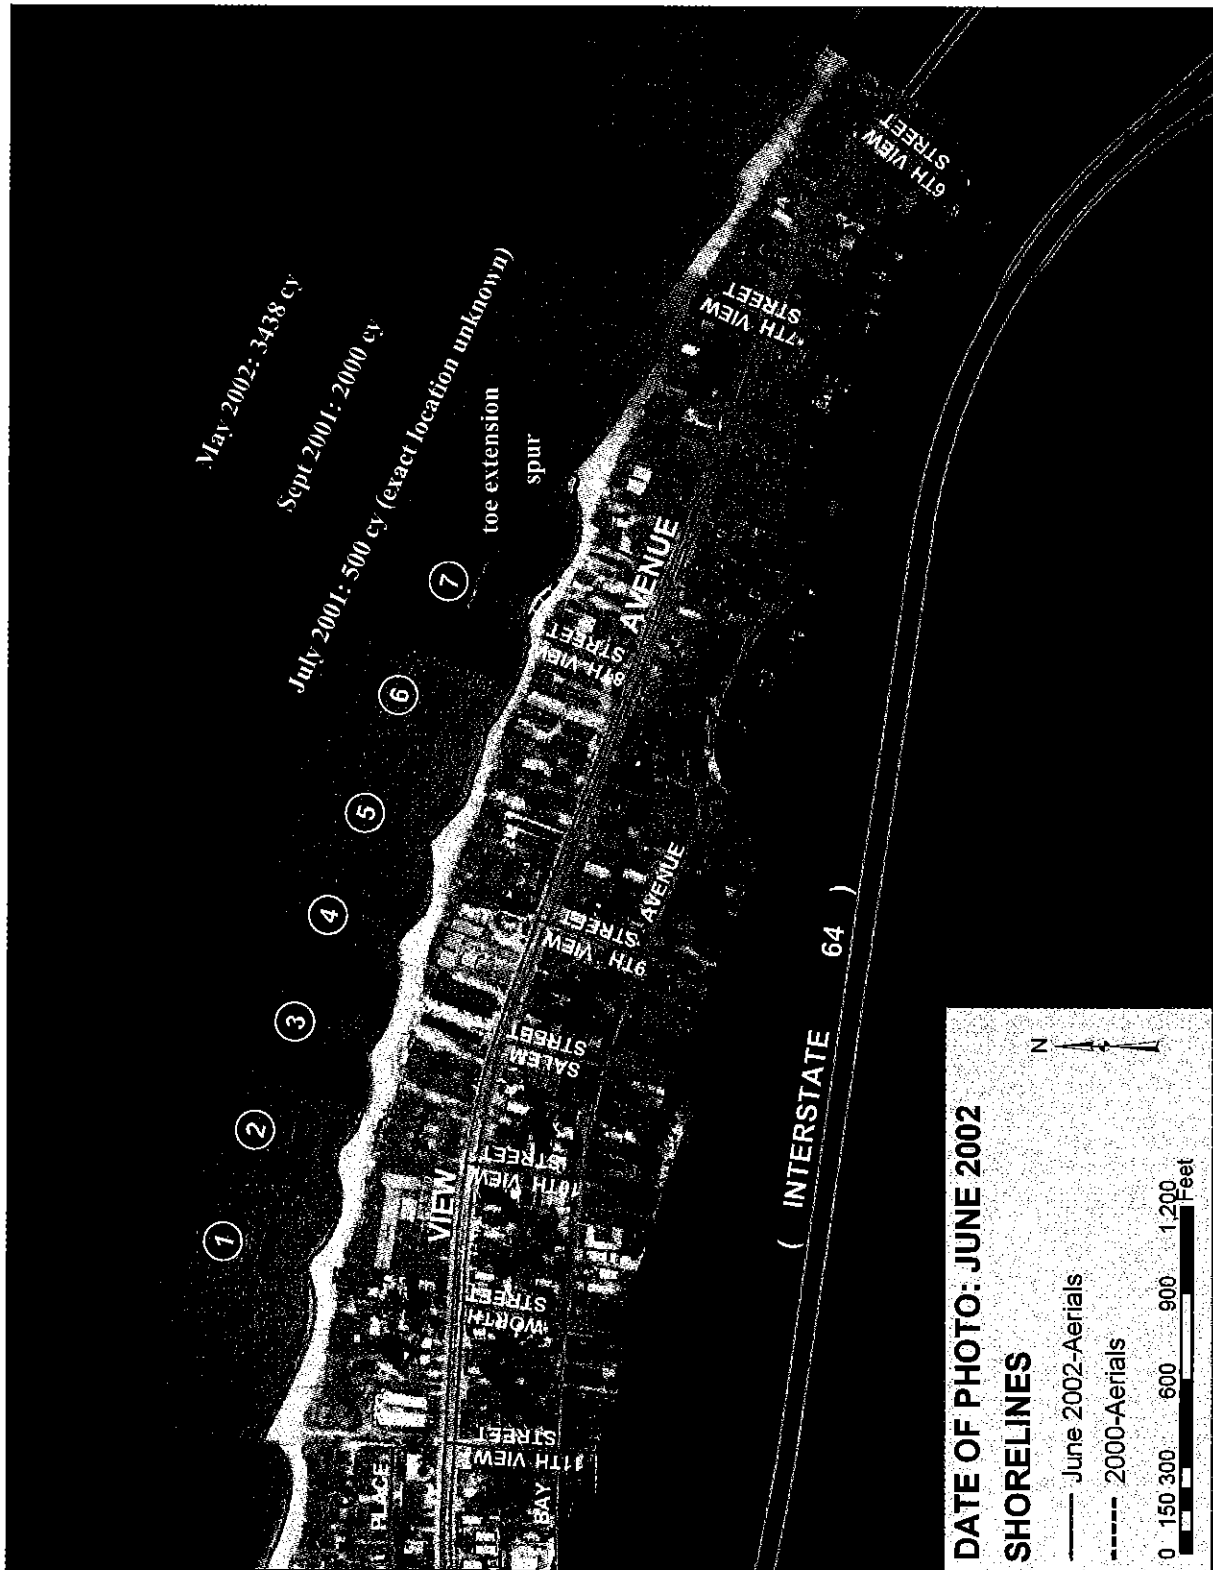 May 2002: 3438 cy
Sept 2001: 2000 cy
July 2001: 500 cy (exact location unknown)
toe extension
spur
1
2
3
4
5
6
7
PLACE
VIEW
AVENUE
BAY
AVENUE
11TH VIEW
STREET
WORTH
STREET
10TH VIEW
STREET
SALEM
STREET
9TH VIEW
STREET
8TH VIEW
STREET
7TH VIEW
STREET
6TH VIEW
STREET
( INTERSTATE 64 )
DATE OF PHOTO: JUNE 2002
SHORELINES
June 2002-Aerials
2000-Aerials
N
0 150 300 600 900 1,200
Feet